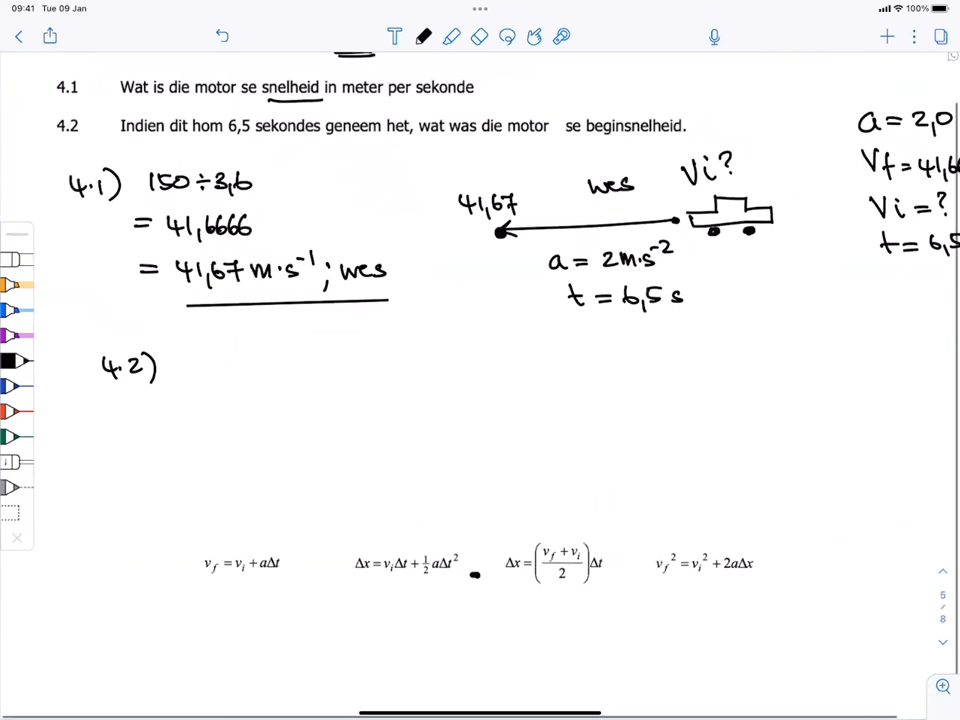 09:41 Tue 09 Jan
100%
4.1 Wat is die motor se snelheid in meter per sekonde
4.2 Indien dit hom 6,5 sekondes geneem het, wat was die motor se beginsnelheid.
4.1) 150 ÷ 3,6
= 41,6666
= 41,67 m·s⁻¹ ; wes
41,67 wes Vi?
a = 2m·s⁻²
t = 6,5 s
a = 2,0
Vf = 41,66
Vi = ?
t = 6,5
4.2)
v_f = v_i + aΔt
Δx = v_iΔt + ½ aΔt²
Δx = ((v_f + v_i)/2) Δt
v_f² = v_i² + 2aΔx
5
/
8